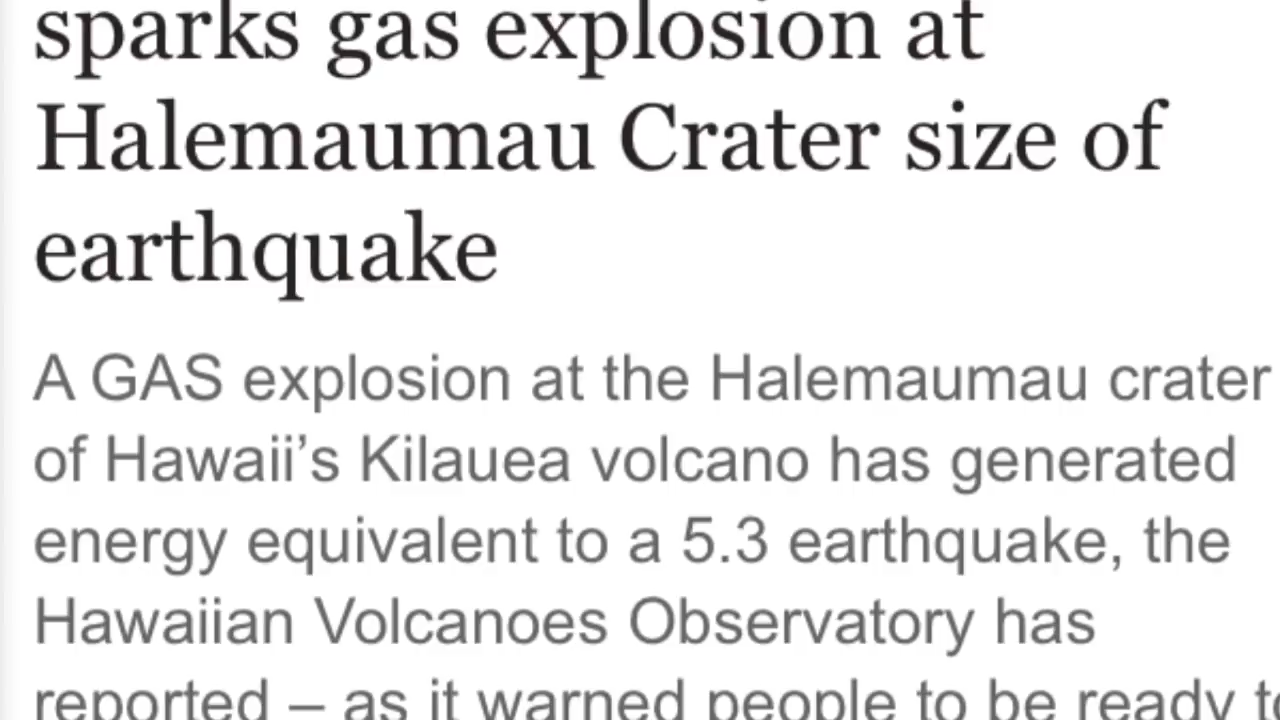 sparks gas explosion at
Halemaumau Crater size of
earthquake
A GAS explosion at the Halemaumau crater
of Hawaii’s Kilauea volcano has generated
energy equivalent to a 5.3 earthquake, the
Hawaiian Volcanoes Observatory has
reported – as it warned people to be ready to